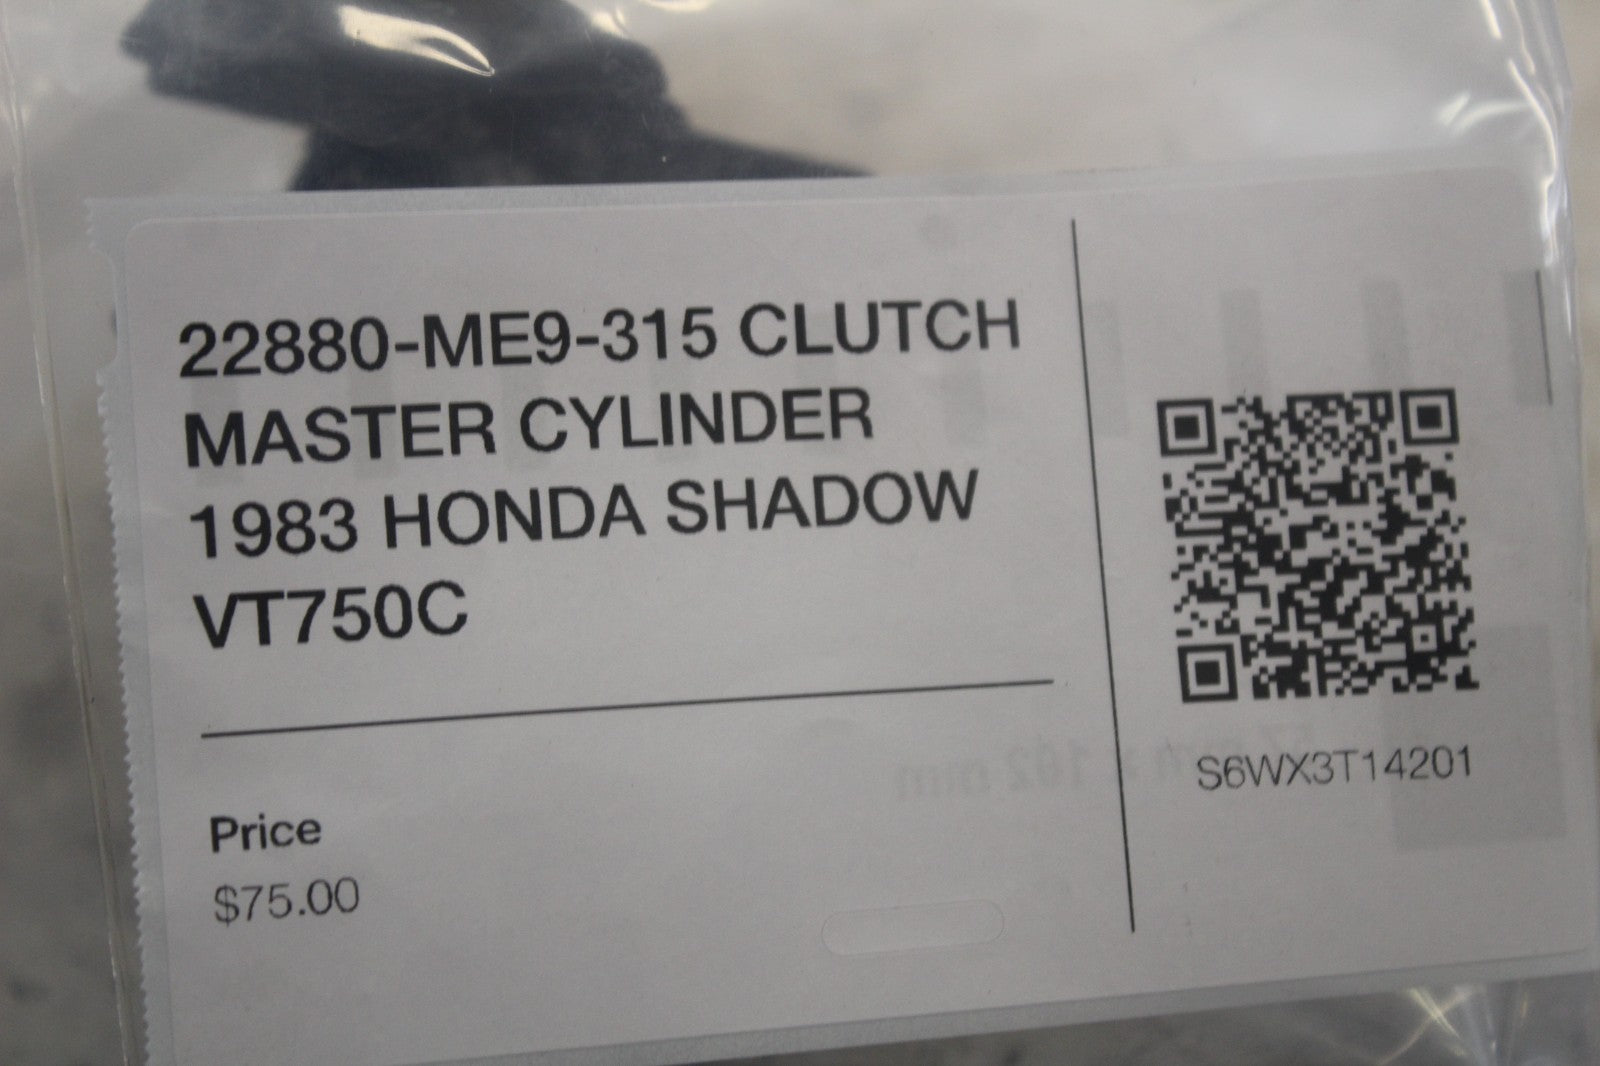 22880-ME9-315 CLUTCH
MASTER CYLINDER
1983 HONDA SHADOW
VT750C
Price
$75.00
S6WX3T14201